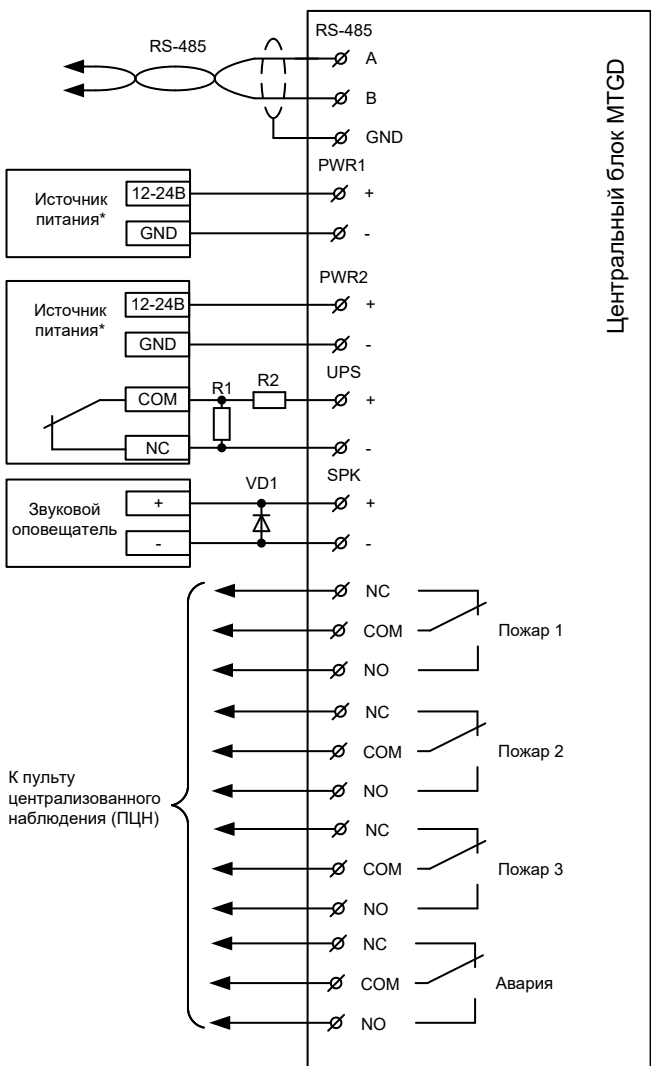 RS-485
RS-485
A
B
GND
Центральный блок MTGD
PWR1
Источник
питания*
12-24В
+
GND
-
PWR2
Источник
питания*
12-24В
+
GND
-
UPS
COM
R1
R2
+
NC
-
SPK
Звуковой
оповещатель
+
VD1
+
-
-
NC
COM
Пожар 1
NO
NC
COM
Пожар 2
NO
К пульту
централизованного
наблюдения (ПЦН)
NC
COM
Пожар 3
NO
NC
COM
Авария
NO